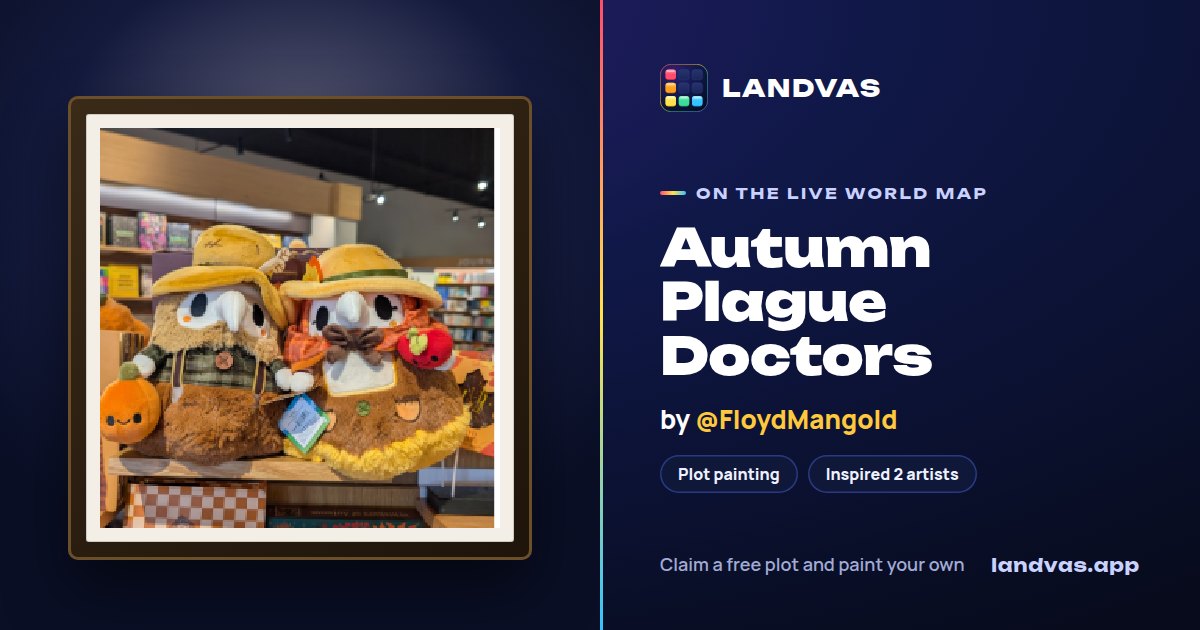 LANDVAS
ON THE LIVE WORLD MAP
Autumn
Plague
Doctors
by @FloydMangold
Plot painting
Inspired 2 artists
Claim a free plot and paint your own
landvas.app